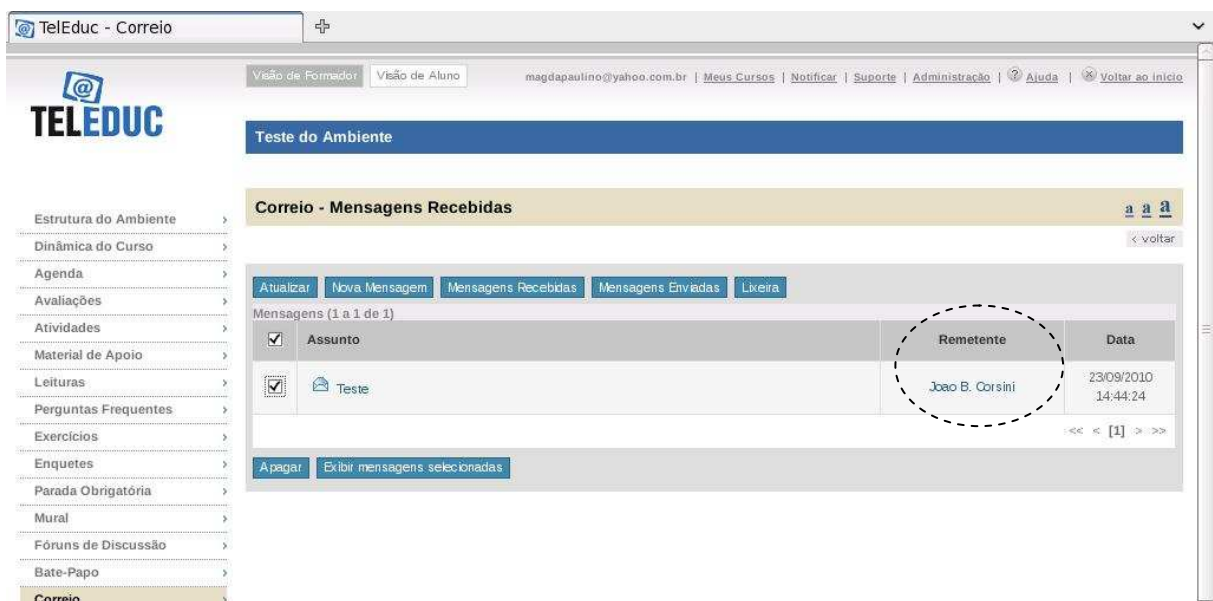 TelEduc - Correio
Visão de Formador Visão de Aluno magdapaulino@yahoo.com.br | Meus Cursos | Notificar | Suporte | Administração | Ajuda | Voltar ao início
TELEDUC
Teste do Ambiente
Correio - Mensagens Recebidas a a a
< voltar
Estrutura do Ambiente
Dinâmica do Curso
Agenda
Avaliações
Atividades
Material de Apoio
Leituras
Perguntas Frequentes
Exercícios
Enquetes
Parada Obrigatória
Mural
Fóruns de Discussão
Bate-Papo
Correio
Atualizar Nova Mensagem Mensagens Recebidas Mensagens Enviadas Lixeira
Mensagens (1 a 1 de 1)
Assunto Remetente Data
Teste Joao B. Corsini 23/09/2010
14:44:24
<< < [1] > >>
Apagar Exibir mensagens selecionadas